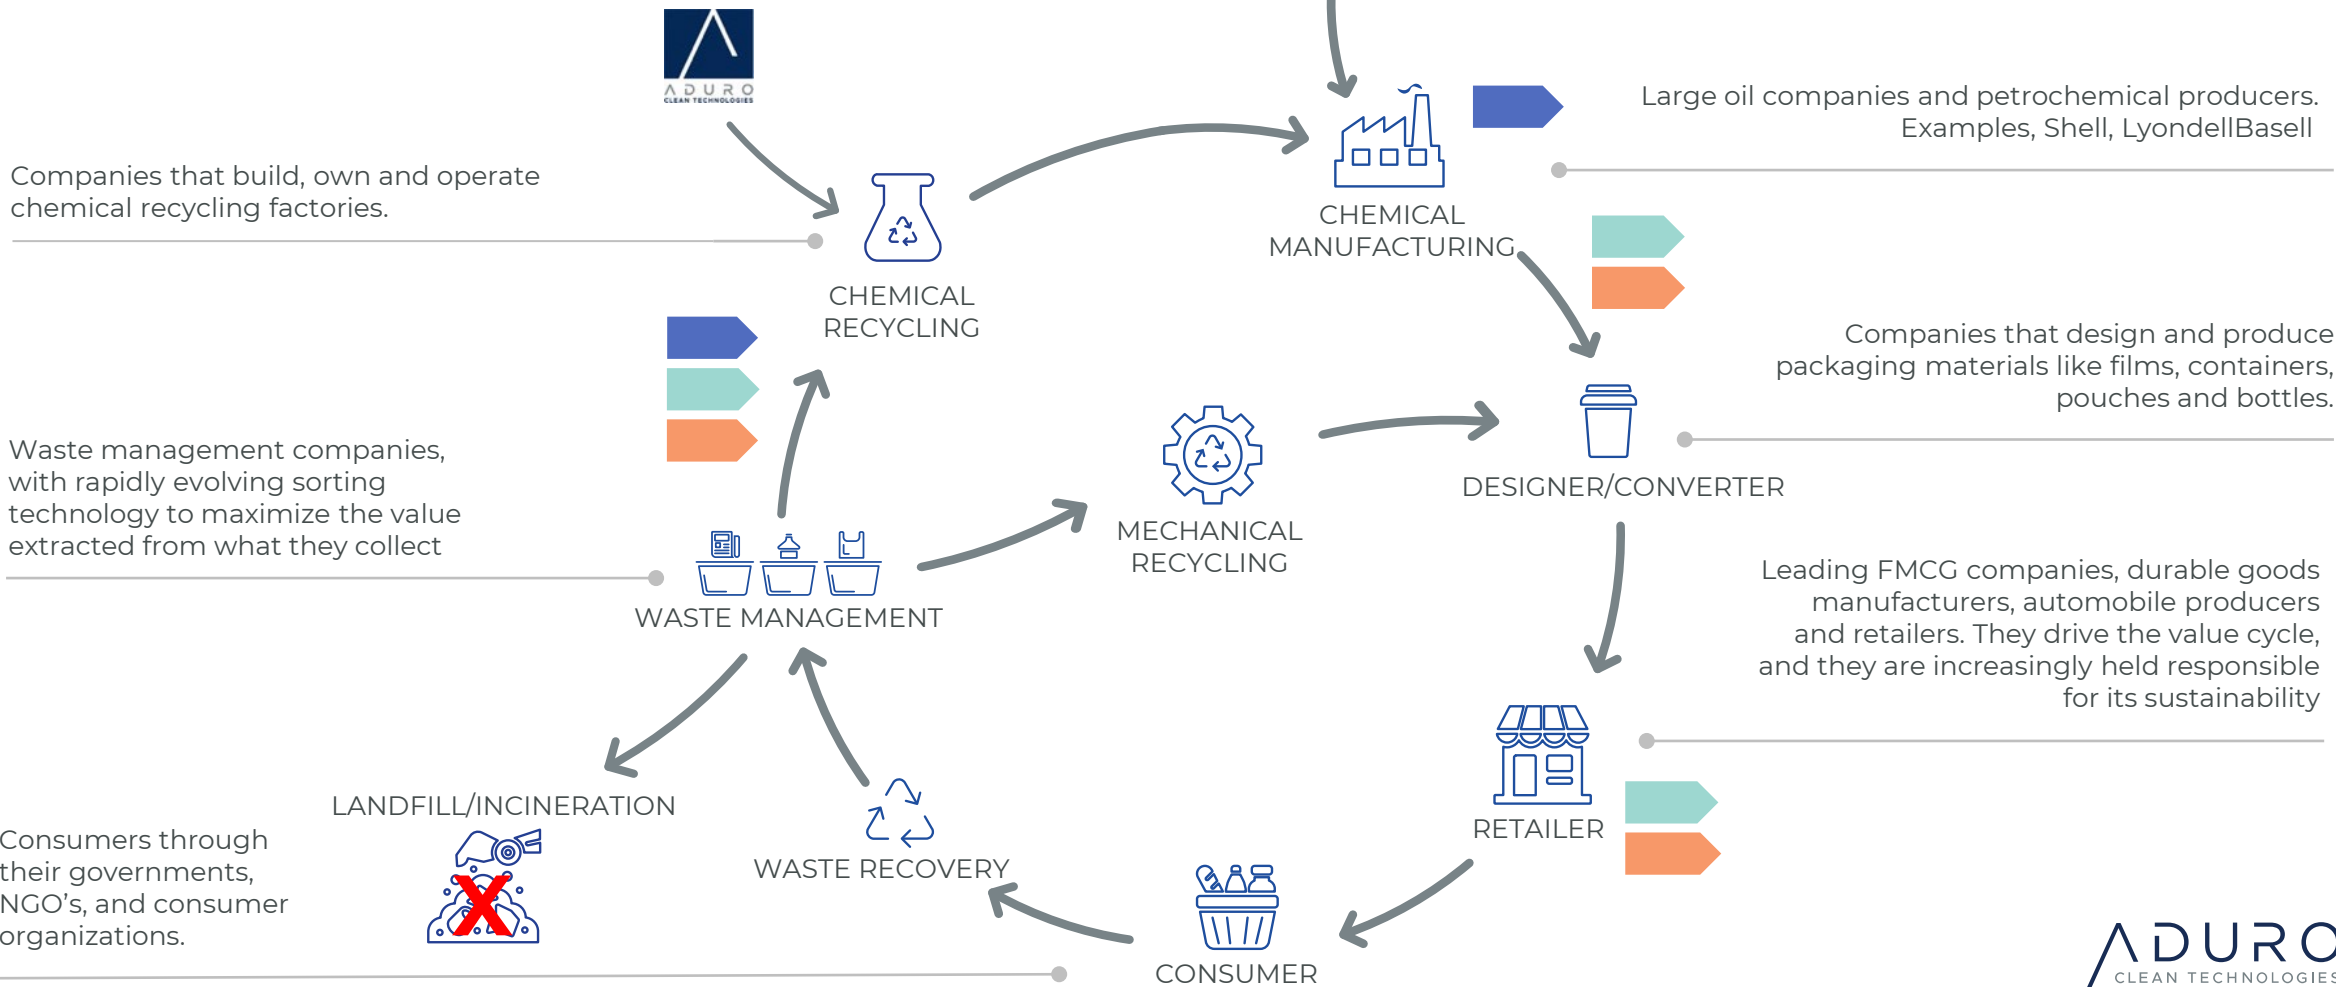 ADURO
CLEAN TECHNOLOGIES
Large oil companies and petrochemical producers.
Examples, Shell, LyondellBasell
Companies that build, own and operate
chemical recycling factories.
CHEMICAL
MANUFACTURING
CHEMICAL
RECYCLING
Companies that design and produce
packaging materials like films, containers,
pouches and bottles.
Waste management companies,
with rapidly evolving sorting
technology to maximize the value
extracted from what they collect
DESIGNER/CONVERTER
MECHANICAL
RECYCLING
WASTE MANAGEMENT
Leading FMCG companies, durable goods
manufacturers, automobile producers
and retailers. They drive the value cycle,
and they are increasingly held responsible
for its sustainability
LANDFILL/INCINERATION
X
RETAILER
Consumers through
their governments,
NGO’s, and consumer
organizations.
WASTE RECOVERY
CONSUMER
ADURO
CLEAN TECHNOLOGIES